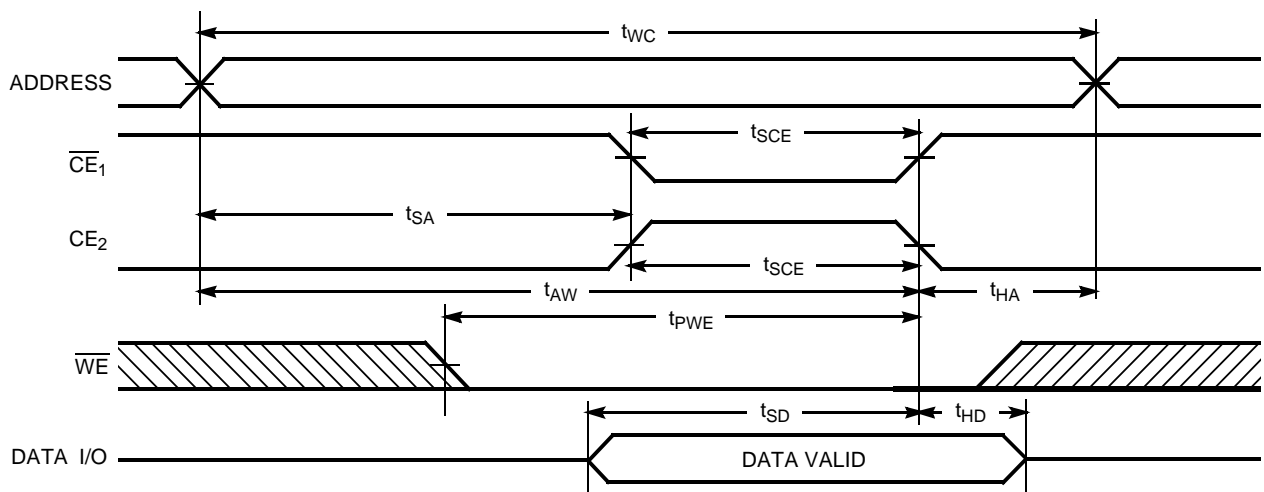 tWC
ADDRESS
tSCE
CE1
tSA
CE2
tSCE
tAW
tHA
tPWE
WE
tSD
tHD
DATA I/O
DATA VALID